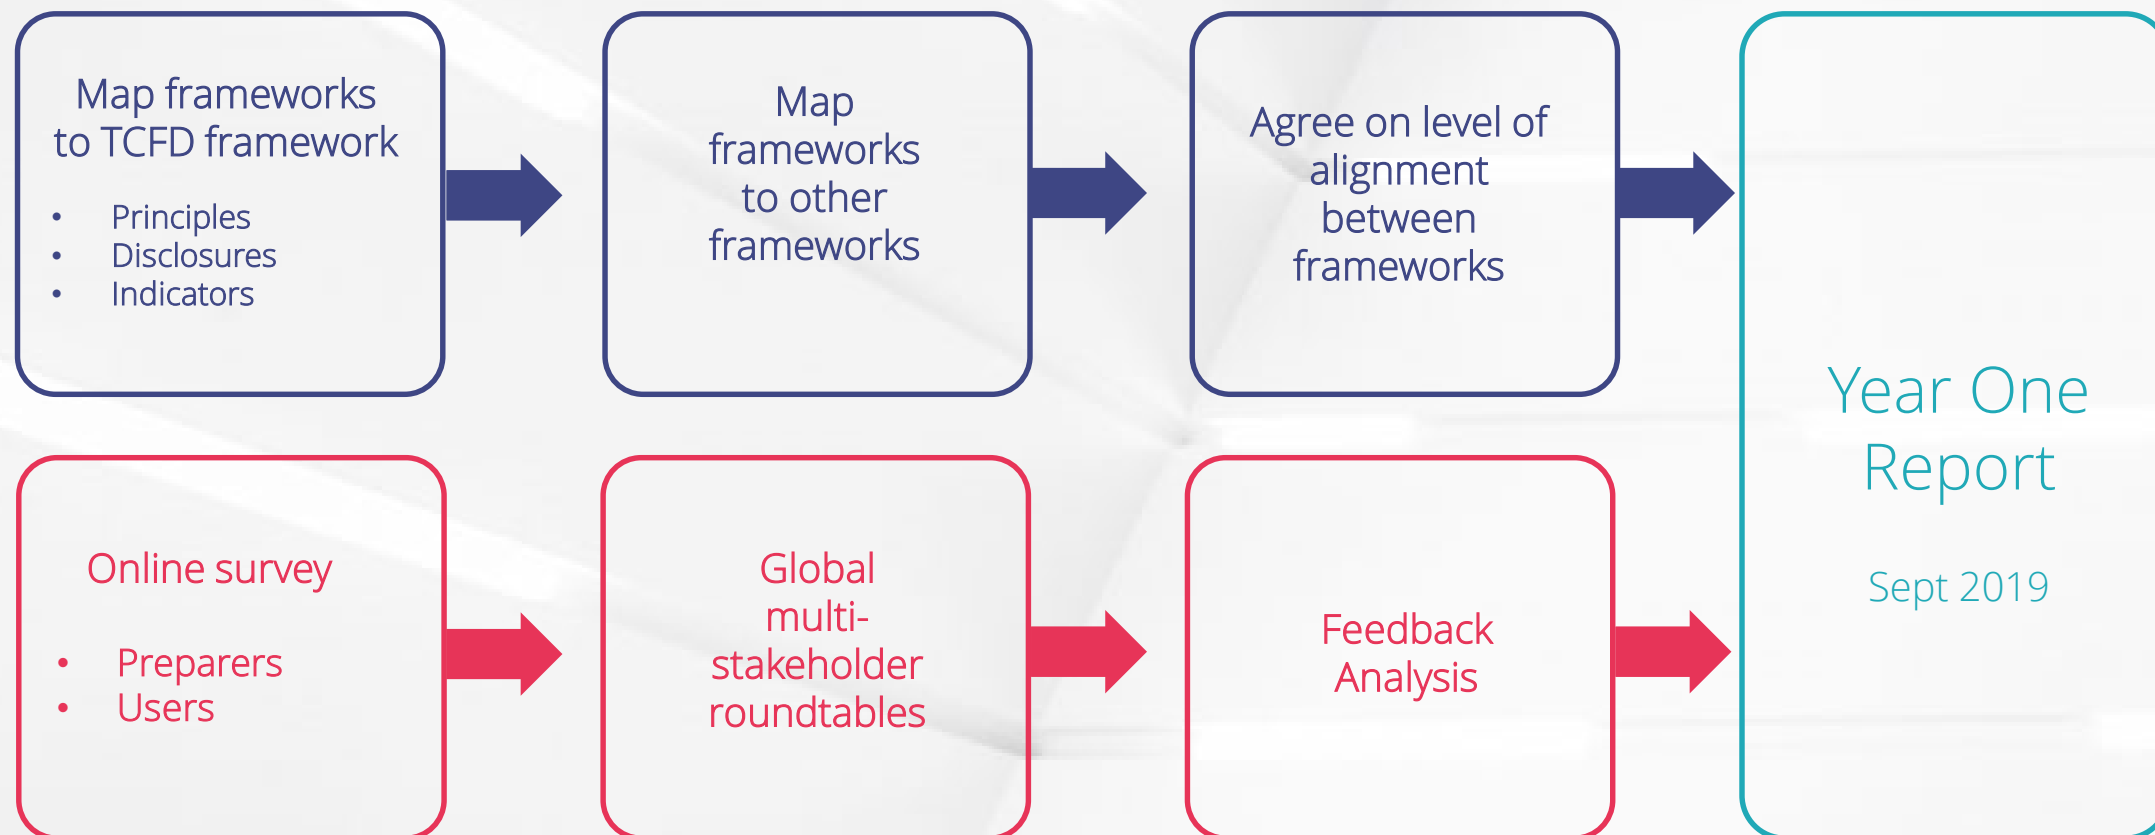 Map frameworks
to TCFD framework
• Principles
• Disclosures
• Indicators
Map
frameworks
to other
frameworks
Agree on level of
alignment
between
frameworks
Online survey
• Preparers
• Users
Global
multi-
stakeholder
roundtables
Feedback
Analysis
Year One
Report
Sept 2019